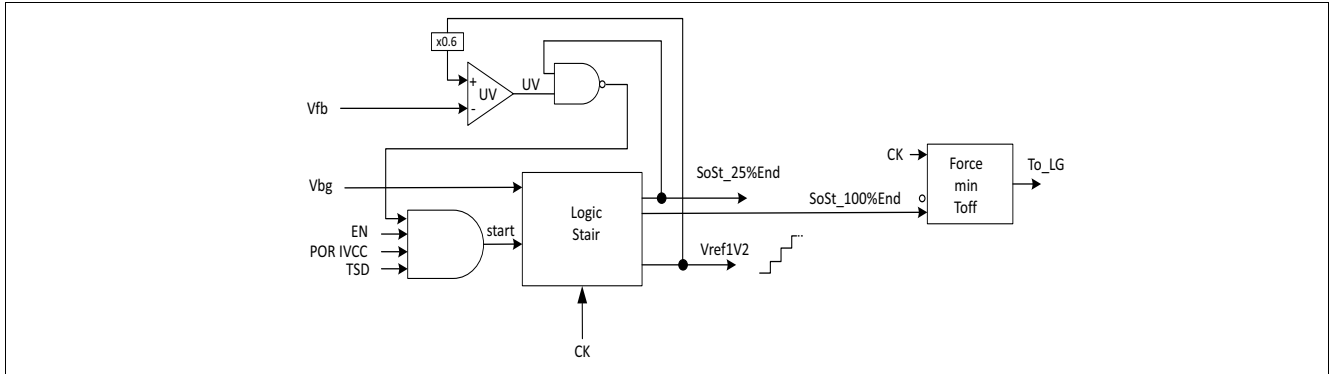 x0.6
+
UV
-
UV
Vfb
Vbg
EN
POR IVCC
TSD
start
Logic
Stair
CK
SoSt_25%End
SoSt_100%End
Vref1V2
CK
Force
min
Toff
To_LG